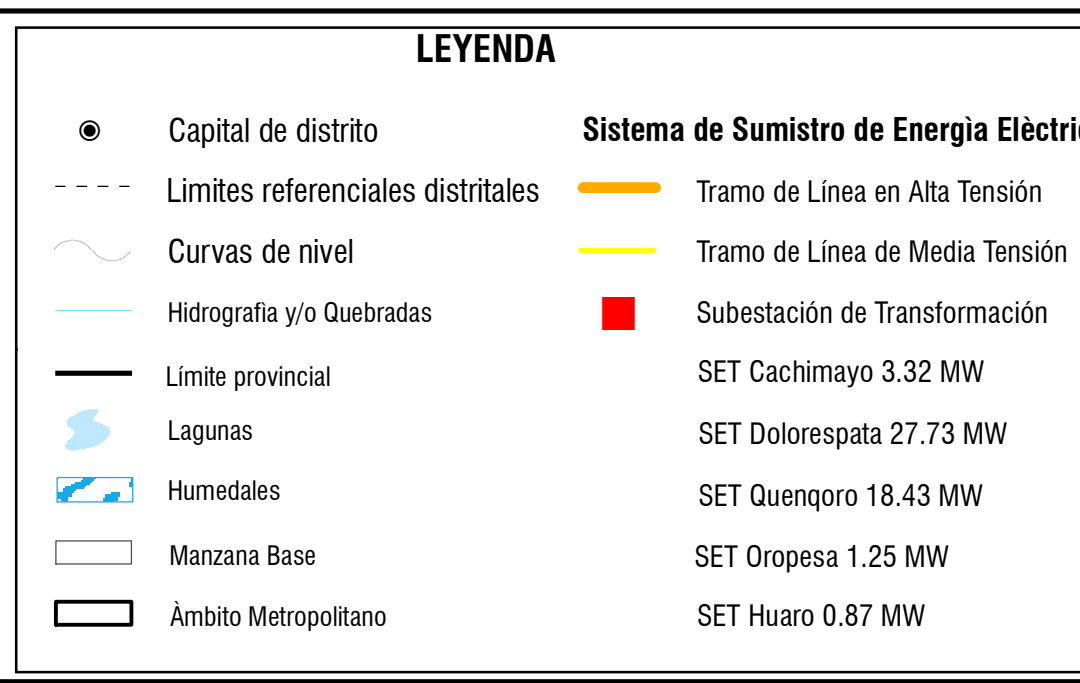 LEYENDA
Capital de distrito
Limites referenciales distritales
Curvas de nivel
Hidrografìa y/o Quebradas
Límite provincial
Lagunas
Humedales
Manzana Base
Àmbito Metropolitano
Sistema de Sumistro de Energìa Elèctri
Tramo de Línea en Alta Tensión
Tramo de Línea de Media Tensión
Subestación de Transformación
SET Cachimayo 3.32 MW
SET Dolorespata 27.73 MW
SET Quenqoro 18.43 MW
SET Oropesa 1.25 MW
SET Huaro 0.87 MW